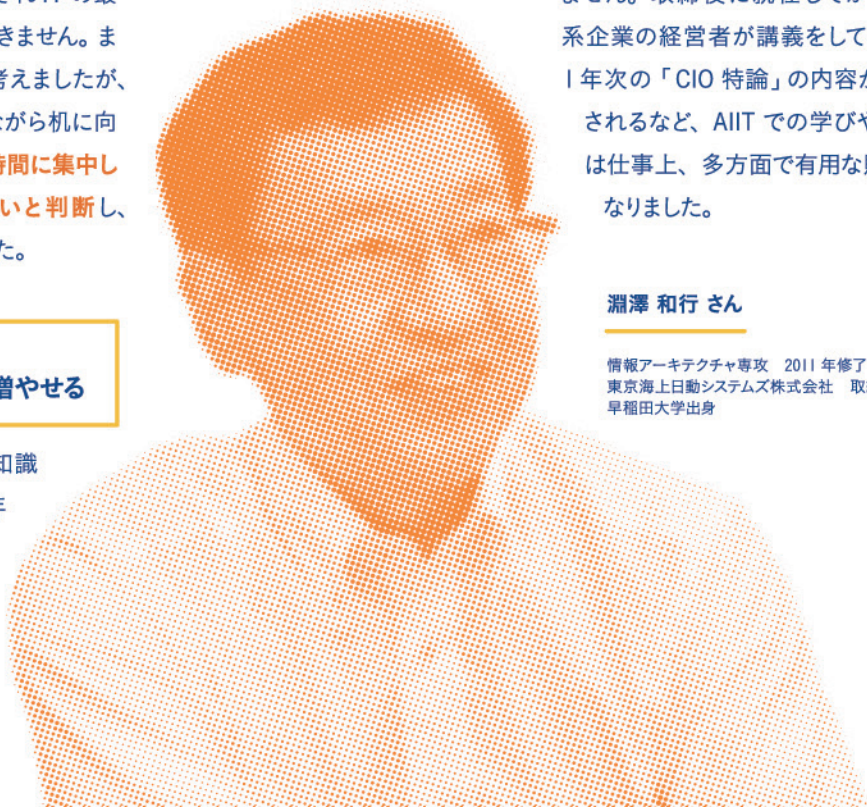 きません。ま
考えましたが、
ながら机に向
時間に集中し
いと判断し、
た。
増やせる
知識
系企業の経営者が講義をして
1年次の「CIO 特論」の内容が
されるなど、AIIT での学びや
は仕事上、多方面で有用な
なりました。
淵澤 和行 さん
情報アーキテクチャ専攻 2011 年修了
東京海上日動システムズ株式会社 取
早稲田大学出身